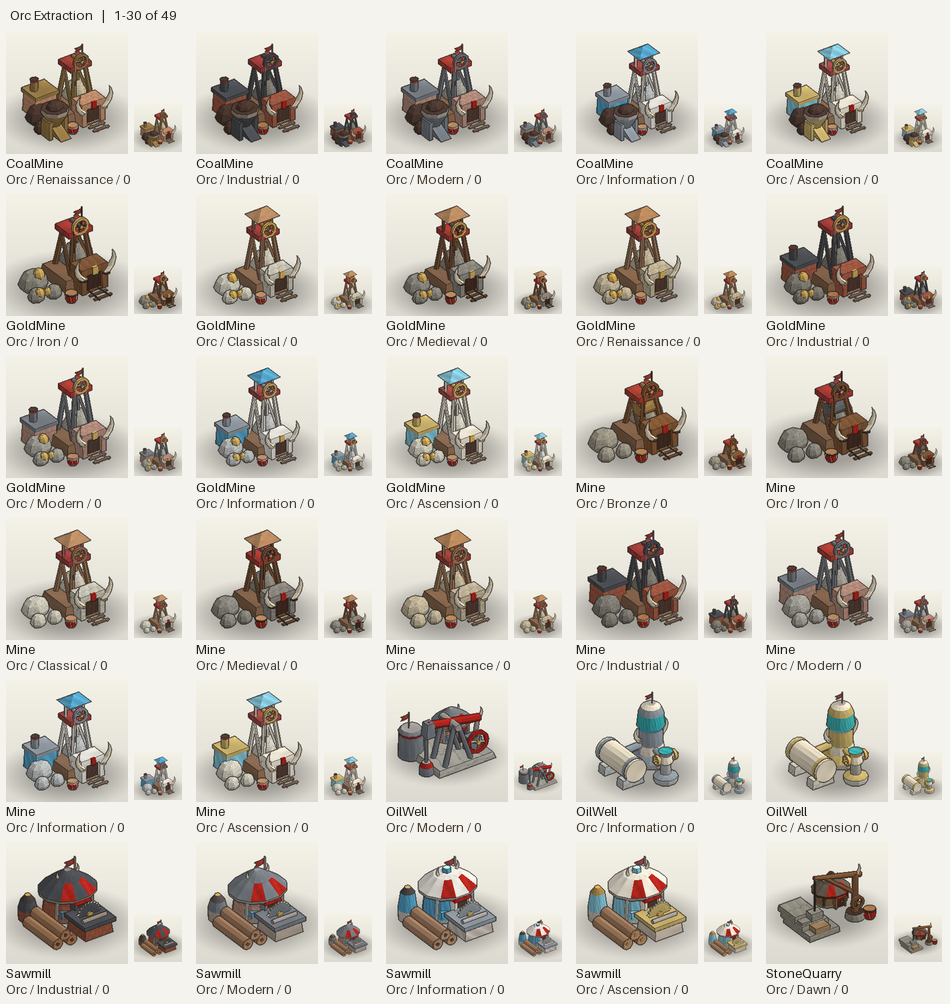 Orc Extraction | 1-30 of 49
CoalMine
Orc / Renaissance / 0
CoalMine
Orc / Industrial / 0
CoalMine
Orc / Modern / 0
CoalMine
Orc / Information / 0
CoalMine
Orc / Ascension / 0
GoldMine
Orc / Iron / 0
GoldMine
Orc / Classical / 0
GoldMine
Orc / Medieval / 0
GoldMine
Orc / Renaissance / 0
GoldMine
Orc / Industrial / 0
GoldMine
Orc / Modern / 0
GoldMine
Orc / Information / 0
GoldMine
Orc / Ascension / 0
Mine
Orc / Bronze / 0
Mine
Orc / Iron / 0
Mine
Orc / Classical / 0
Mine
Orc / Medieval / 0
Mine
Orc / Renaissance / 0
Mine
Orc / Industrial / 0
Mine
Orc / Modern / 0
Mine
Orc / Information / 0
Mine
Orc / Ascension / 0
OilWell
Orc / Modern / 0
OilWell
Orc / Information / 0
OilWell
Orc / Ascension / 0
Sawmill
Orc / Industrial / 0
Sawmill
Orc / Modern / 0
Sawmill
Orc / Information / 0
Sawmill
Orc / Ascension / 0
StoneQuarry
Orc / Dawn / 0